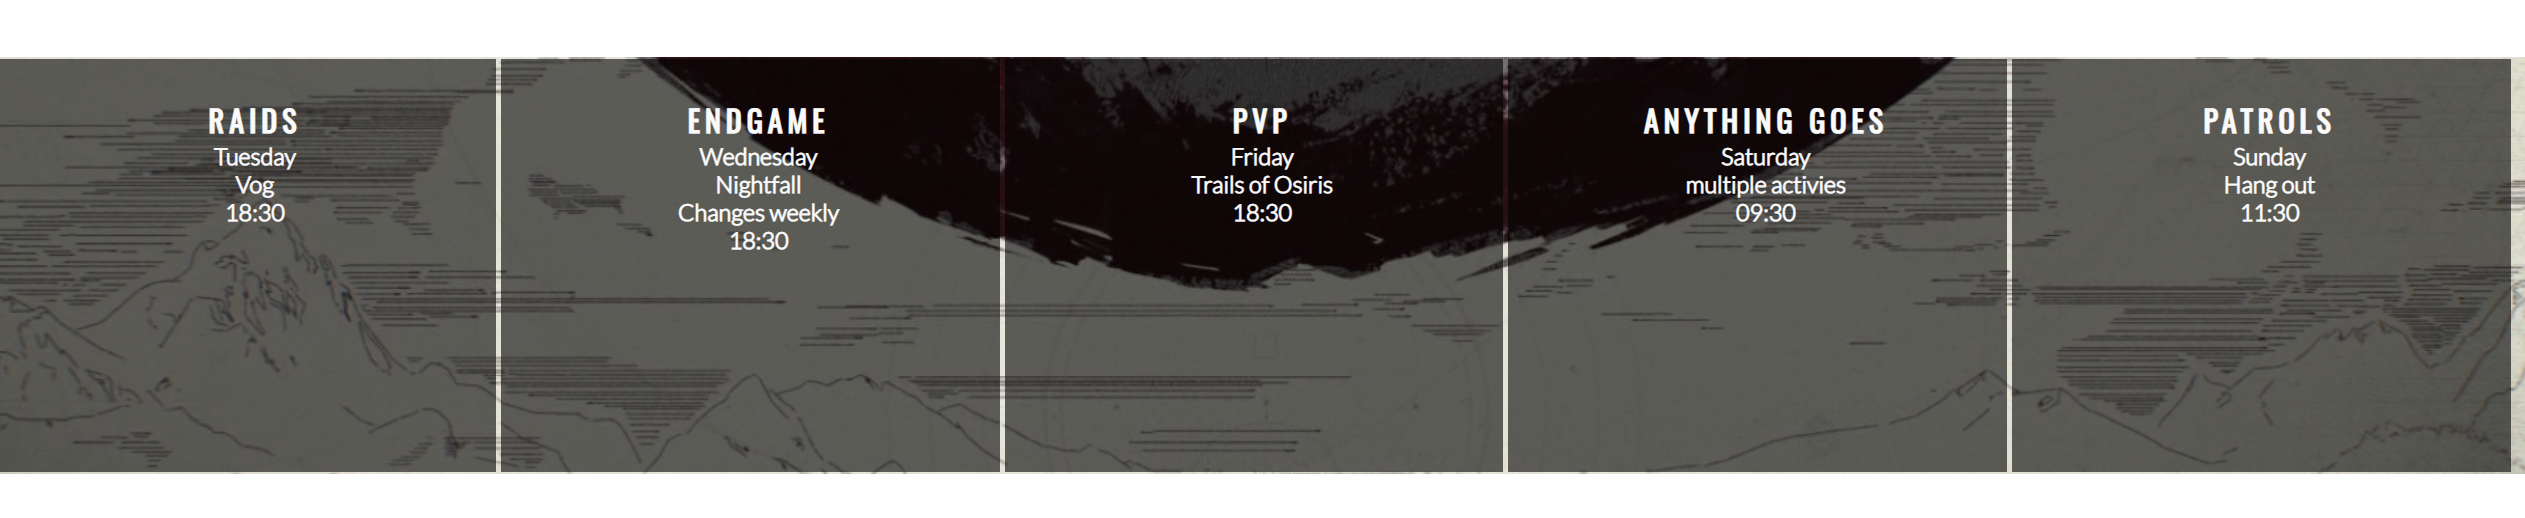 RAIDS
Tuesday
Vog
18:30
ENDGAME
Wednesday
Nightfall
Changes weekly
18:30
PVP
Friday
Trails of Osiris
18:30
ANYTHING GOES
Saturday
multiple activies
09:30
PATROLS
Sunday
Hang out
11:30